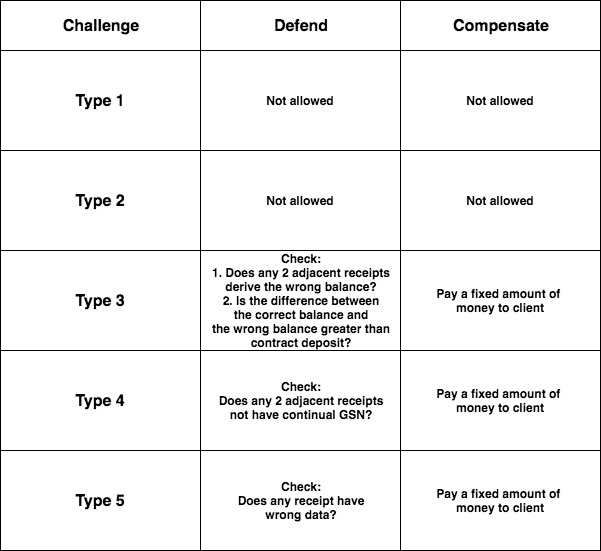 Challenge
Defend
Compensate
Type 1
Not allowed
Not allowed
Type 2
Not allowed
Not allowed
Type 3
Check:
1. Does any 2 adjacent receipts
derive the wrong balance?
2. Is the difference between
the correct balance and
the wrong balance greater than
contract deposit?
Pay a fixed amount of
money to client
Type 4
Check:
Does any 2 adjacent receipts
not have continual GSN?
Pay a fixed amount of
money to client
Type 5
Check:
Does any receipt have
wrong data?
Pay a fixed amount of
money to client